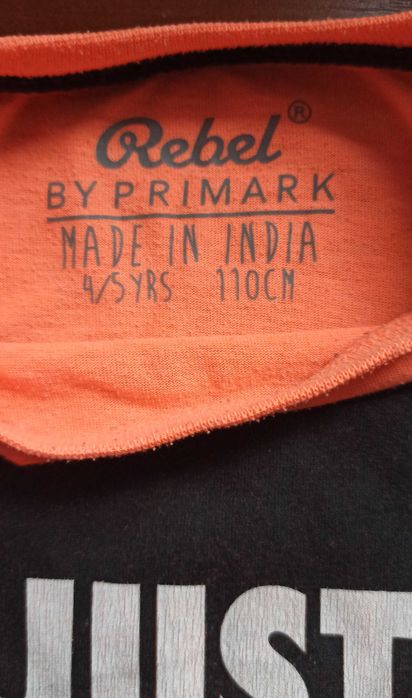 Rebel®
BY PRIMARK
MADE IN INDIA
4/5YRS 110CM
JUST